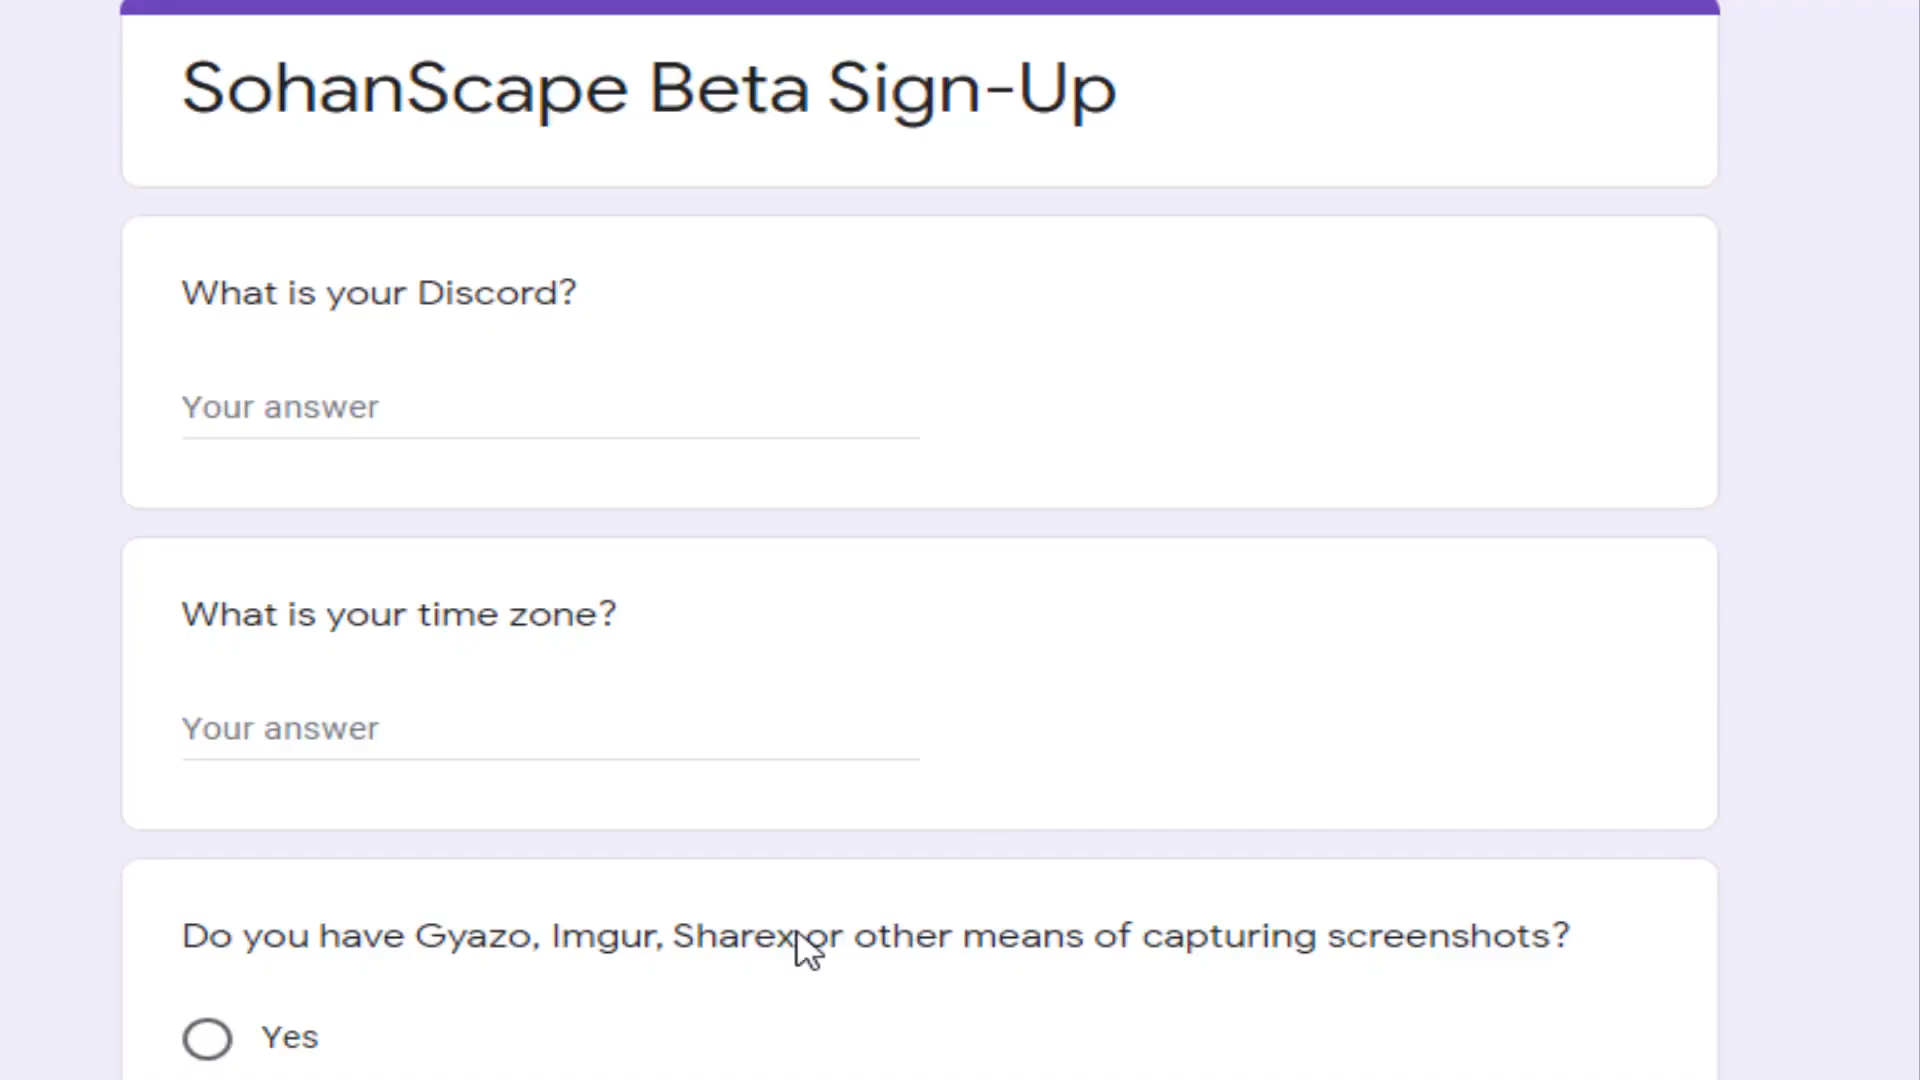 SohanScape Beta Sign-Up
What is your Discord?
Your answer
What is your time zone?
Your answer
Do you have Gyazo, Imgur, Sharex or other means of capturing screenshots?
Yes